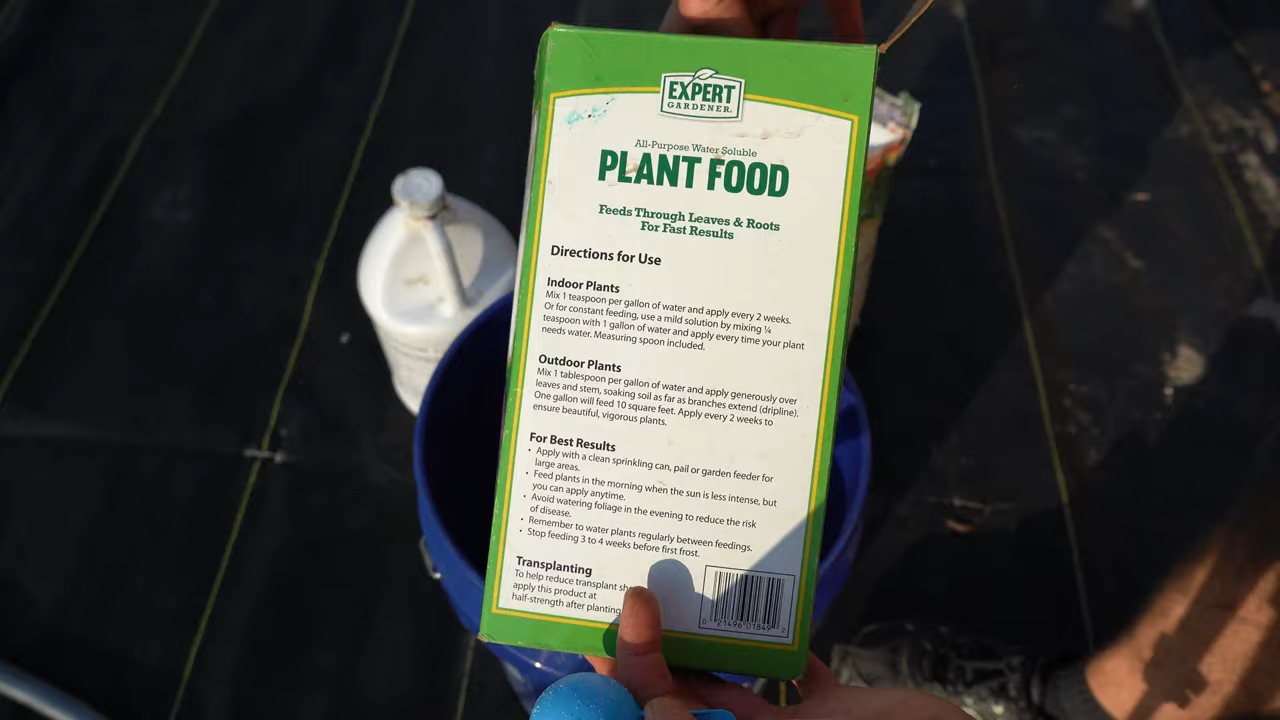 EXPERT
GARDENER
All-Purpose Water Soluble
PLANT FOOD
Feeds Through Leaves & Roots
For Fast Results
Directions for Use
Indoor Plants
Mix 1 teaspoon per gallon of water and apply every 2 weeks.
Or for constant feeding, use a mild solution by mixing ¼
teaspoon with 1 gallon of water and apply every time your plant
needs water. Measuring spoon included.
Outdoor Plants
Mix 1 tablespoon per gallon of water and apply generously over
leaves and stem, soaking soil as far as branches extend (dripline).
One gallon will feed 10 square feet. Apply every 2 weeks to
ensure beautiful, vigorous plants.
For Best Results
• Apply with a clean sprinkling can, pail or garden feeder for
large areas.
• Feed plants in the morning when the sun is less intense, but
you can apply anytime.
• Avoid watering foliage in the evening to reduce the risk
of disease.
• Remember to water plants regularly between feedings.
• Stop feeding 3 to 4 weeks before first frost.
Transplanting
To help reduce transplant
apply this product at
half-strength after planting
0 21496 01849 2